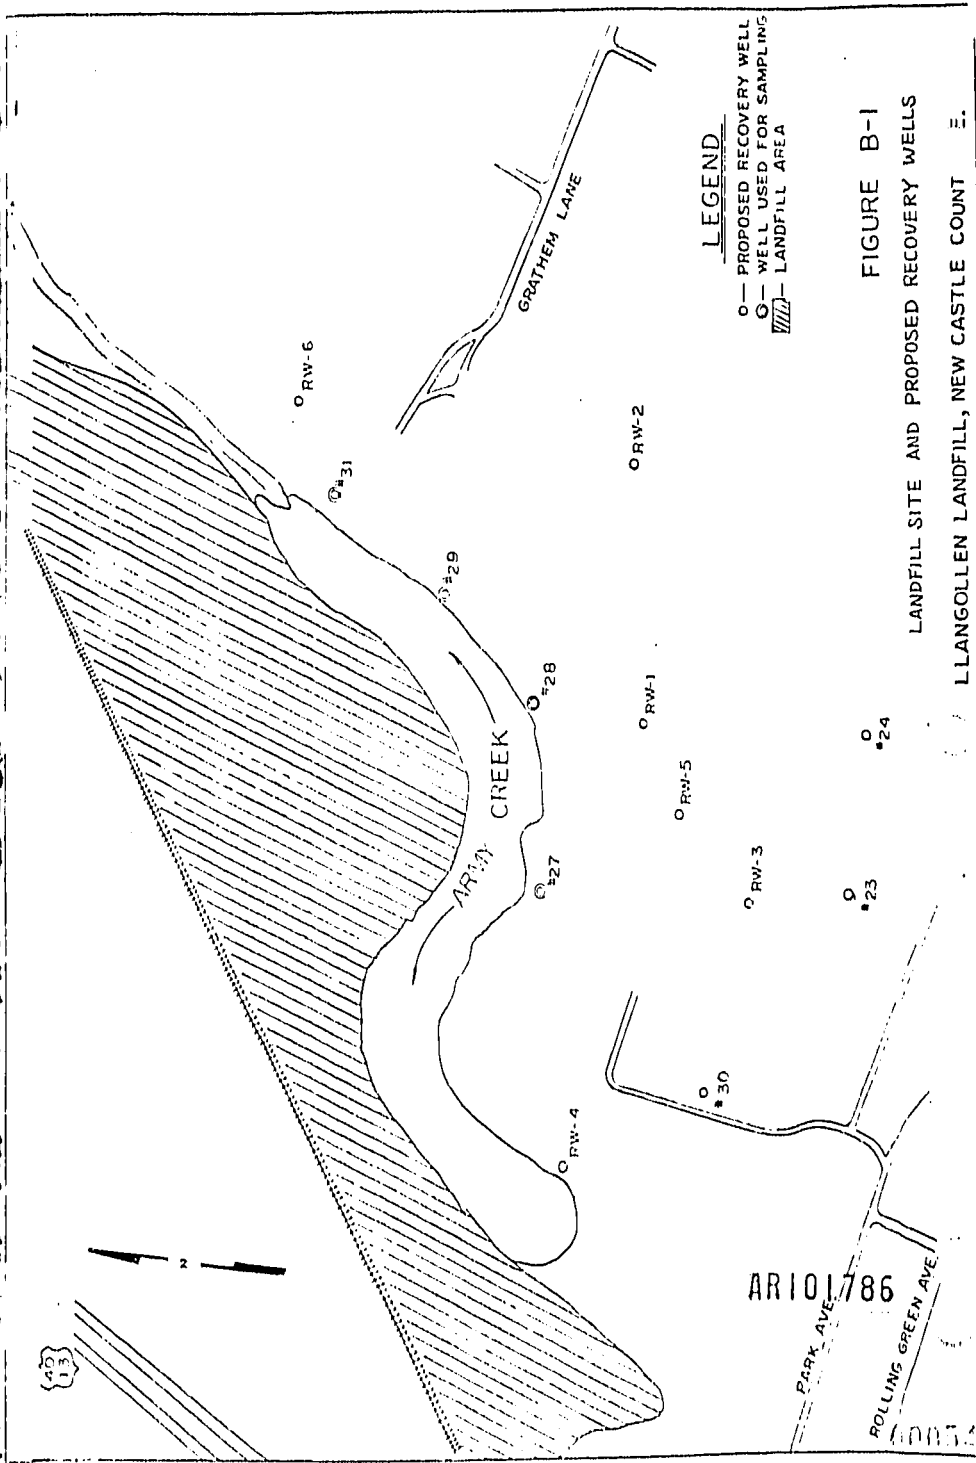 40
13
RW-6
#31
#29
#28
#27
RW-2
RW-1
RW-5
RW-3
RW-4
#24
#23
#30
ARMY CREEK
GRATHEM LANE
PARK AVE.
ROLLING GREEN AVE.
LEGEND
O— PROPOSED RECOVERY WELL
O— WELL USED FOR SAMPLING
— LANDFILL AREA
FIGURE B-1
LANDFILL SITE AND PROPOSED RECOVERY WELLS
LLANGOLLEN LANDFILL, NEW CASTLE COUNT
AR101786